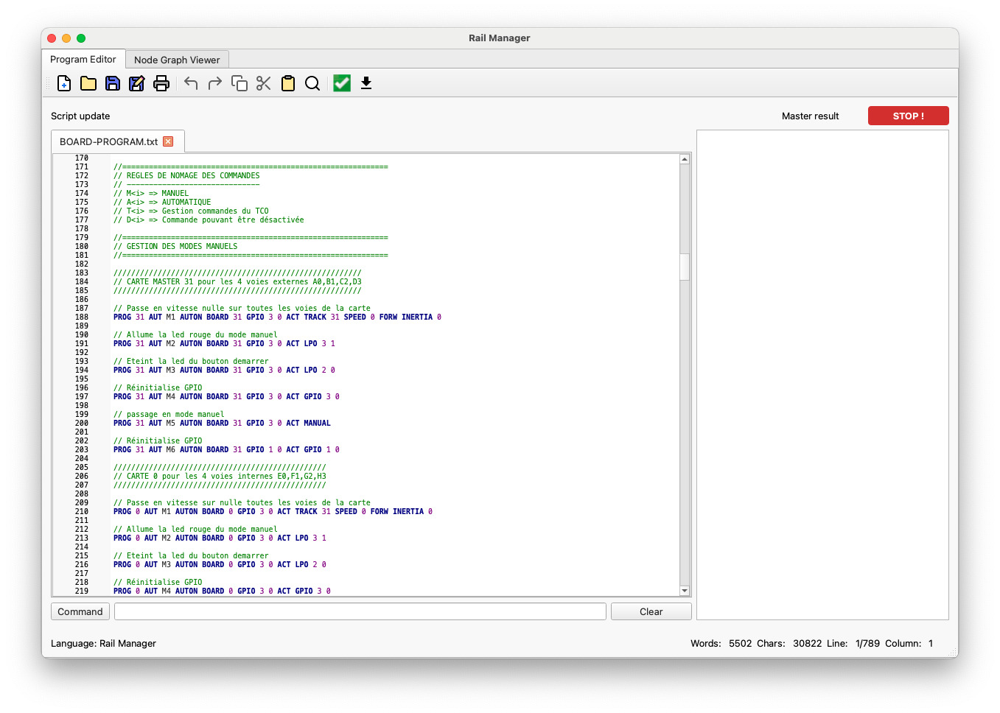 Rail Manager
Program Editor
Node Graph Viewer
Script update
Master result
STOP !
BOARD-PROGRAM.txt
170
171 //============================================================
172 // REGLES DE NOMAGE DES COMMANDES
173 // ------------------------------
174 // M<i> => MANUEL
175 // A<i> => AUTOMATIQUE
176 // T<i> => Gestion commandes du TCO
177 // D<i> => Commande pouvant être désactivée
178
179 //============================================================
180 // GESTION DES MODES MANUELS
181 //============================================================
182
183 ////////////////////////////////////////////////////////
184 // CARTE MASTER 31 pour les 4 voies externes A0,B1,C2,D3
185 ////////////////////////////////////////////////////////
186
187 // Passe en vitesse nulle sur toutes les voies de la carte
188 PROG 31 AUT M1 AUTON BOARD 31 GPIO 3 0 ACT TRACK 31 SPEED 0 FORW INERTIA 0
189
190 // Allume la led rouge du mode manuel
191 PROG 31 AUT M2 AUTON BOARD 31 GPIO 3 0 ACT LPO 3 1
192
193 // Eteint la led du bouton demarrer
194 PROG 31 AUT M3 AUTON BOARD 31 GPIO 3 0 ACT LPO 2 0
195
196 // Réinitialise GPIO
197 PROG 31 AUT M4 AUTON BOARD 31 GPIO 3 0 ACT GPIO 3 0
198
199 // passage en mode manuel
200 PROG 31 AUT M5 AUTON BOARD 31 GPIO 3 0 ACT MANUAL
201
202 // Réinitialise GPIO
203 PROG 31 AUT M6 AUTON BOARD 31 GPIO 1 0 ACT GPIO 1 0
204
205 ////////////////////////////////////////////////
206 // CARTE 0 pour les 4 voies internes E0,F1,G2,H3
207 ////////////////////////////////////////////////
208
209 // Passe en vitesse sur nulle toutes les voies de la carte
210 PROG 0 AUT M1 AUTON BOARD 0 GPIO 3 0 ACT TRACK 31 SPEED 0 FORW INERTIA 0
211
212 // Allume la led rouge du mode manuel
213 PROG 0 AUT M2 AUTON BOARD 0 GPIO 3 0 ACT LPO 3 1
214
215 // Eteint la led du bouton demarrer
216 PROG 0 AUT M3 AUTON BOARD 0 GPIO 3 0 ACT LPO 2 0
217
218 // Réinitialise GPIO
219 PROG 0 AUT M4 AUTON BOARD 0 GPIO 3 0 ACT GPIO 3 0
Command
Clear
Language: Rail Manager
Words: 5502 Chars: 30822 Line: 1/789 Column: 1